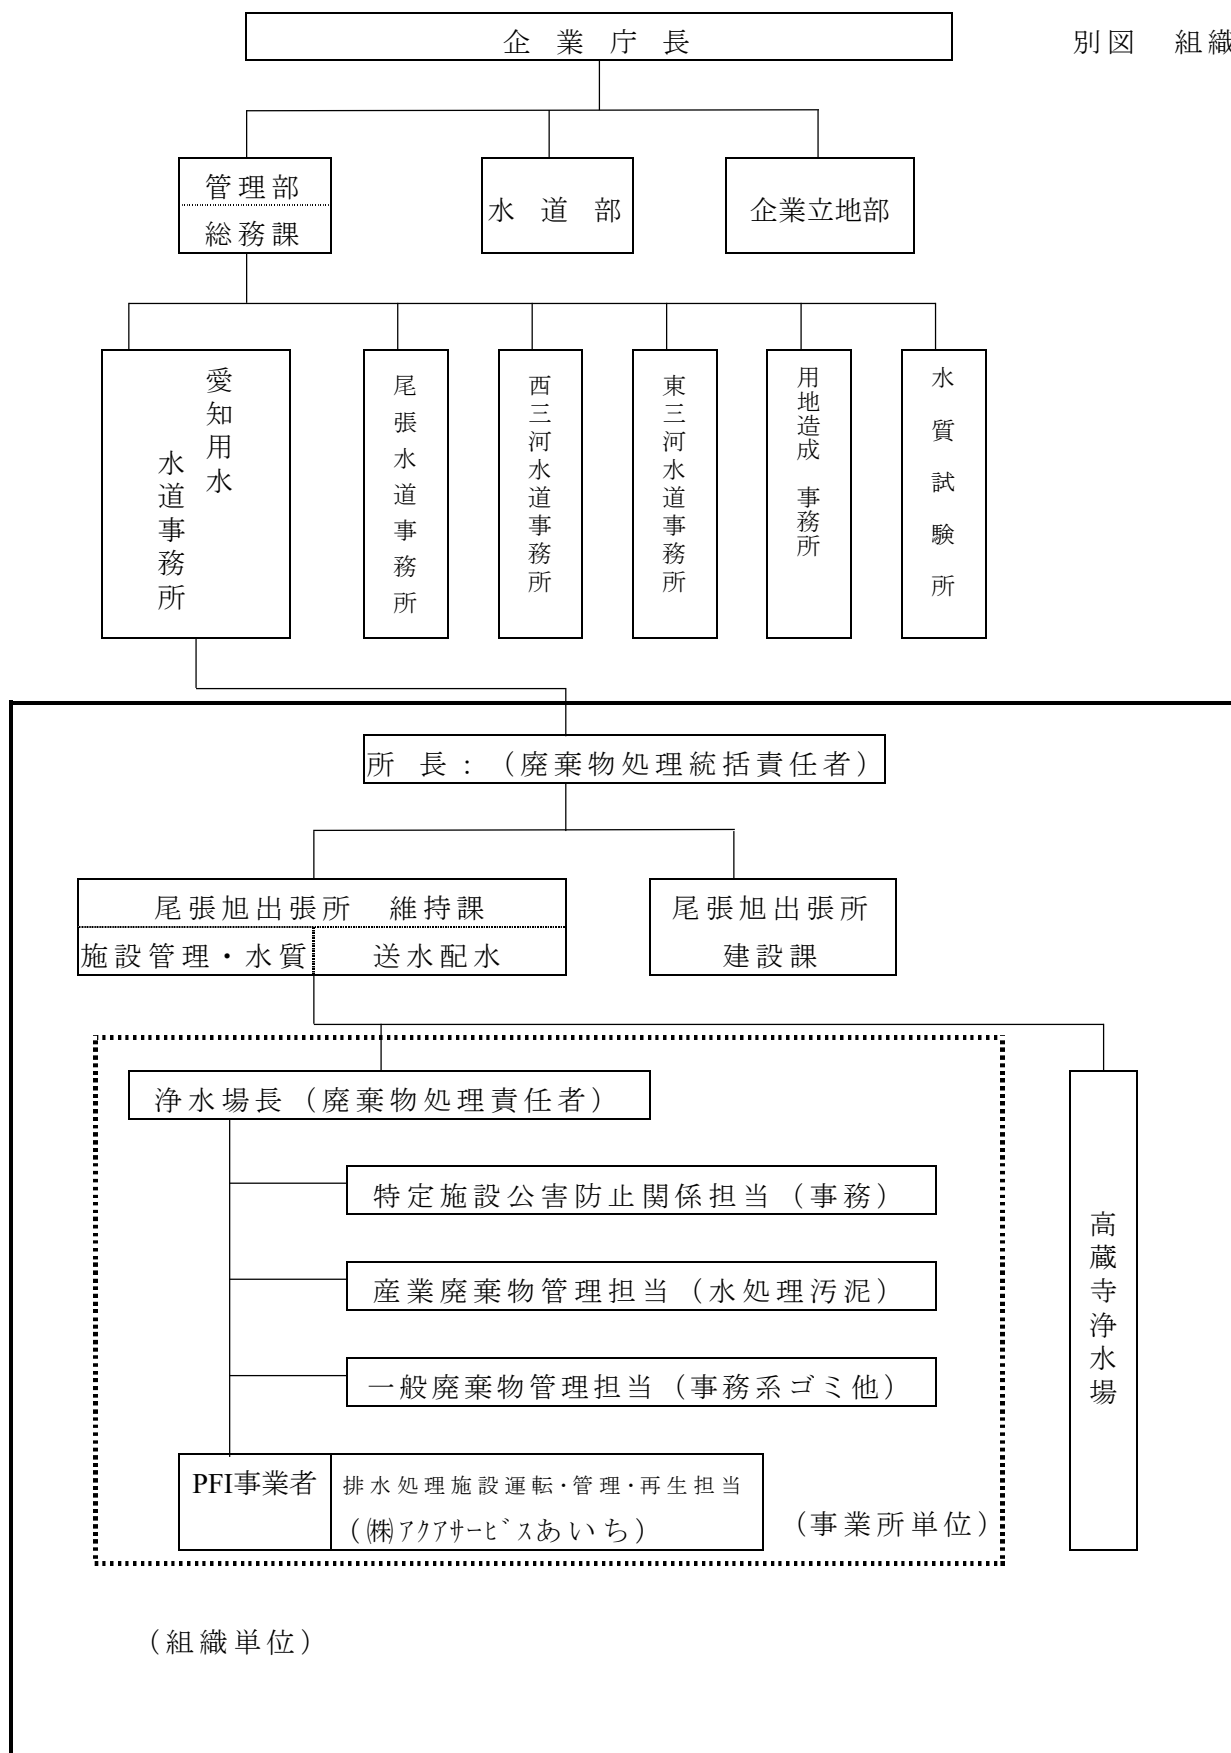 企業庁長
別図　組織
管理部
総務課
水道部
企業立地部
愛知用水
水道事務所
尾張水道事務所
西三河水道事務所
東三河水道事務所
用地造成　事務所
水質試験所
所　長：（廃棄物処理統括責任者）
尾張旭出張所　維持課
施設管理・水質
送水配水
尾張旭出張所
建設課
浄水場長（廃棄物処理責任者）
特定施設公害防止関係担当（事務）
産業廃棄物管理担当（水処理汚泥）
一般廃棄物管理担当（事務系ゴミ他）
PFI事業者
排水処理施設運転・管理・再生担当
（㈱ｱｸｱｻｰﾋﾞｽあいち）
（事業所単位）
高蔵寺浄水場
（組織単位）